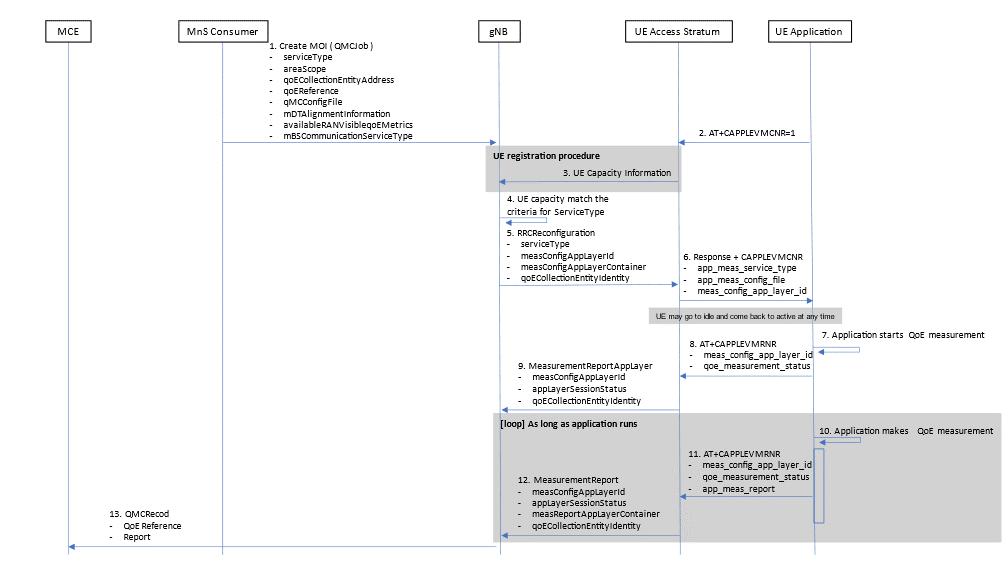 MCE
MnS Consumer
gNB
UE Access Stratum
UE Application
1. Create MOI ( QMCJob )
- serviceType
- areaScope
- qoECollectionEntityAddress
- qoEReference
- qMCConfigFile
- mDTAlignmentInformation
- availableRANVisibleqoEMetrics
- mBSCommunicationServiceType
2. AT+CAPPLEVMCNR=1
UE registration procedure
3. UE Capacity Information
4. UE capacity match the
criteria for ServiceType
5. RRCReconfiguration
- serviceType
- measConfigAppLayerId
- measConfigAppLayerContainer
- qoECollectionEntityIdentity
6. Response + CAPPLEVMCNR
- app_meas_service_type
- app_meas_config_file
- meas_config_app_layer_id
UE may go to idle and come back to active at any time
7. Application starts QoE measurement
8. AT+CAPPLEVMRNR
- meas_config_app_layer_id
- qoe_measurement_status
9. MeasurementReportAppLayer
- measConfigAppLayerId
- appLayerSessionStatus
- qoECollectionEntityIdentity
[loop] As long as application runs
10. Application makes QoE measurement
11. AT+CAPPLEVMRNR
- meas_config_app_layer_id
- qoe_measurement_status
- app_meas_report
12. MeasurementReport
- measConfigAppLayerId
- appLayerSessionStatus
- measReportAppLayerContainer
- qoECollectionEntityIdentity
13. QMCRecod
- QoE Reference
- Report